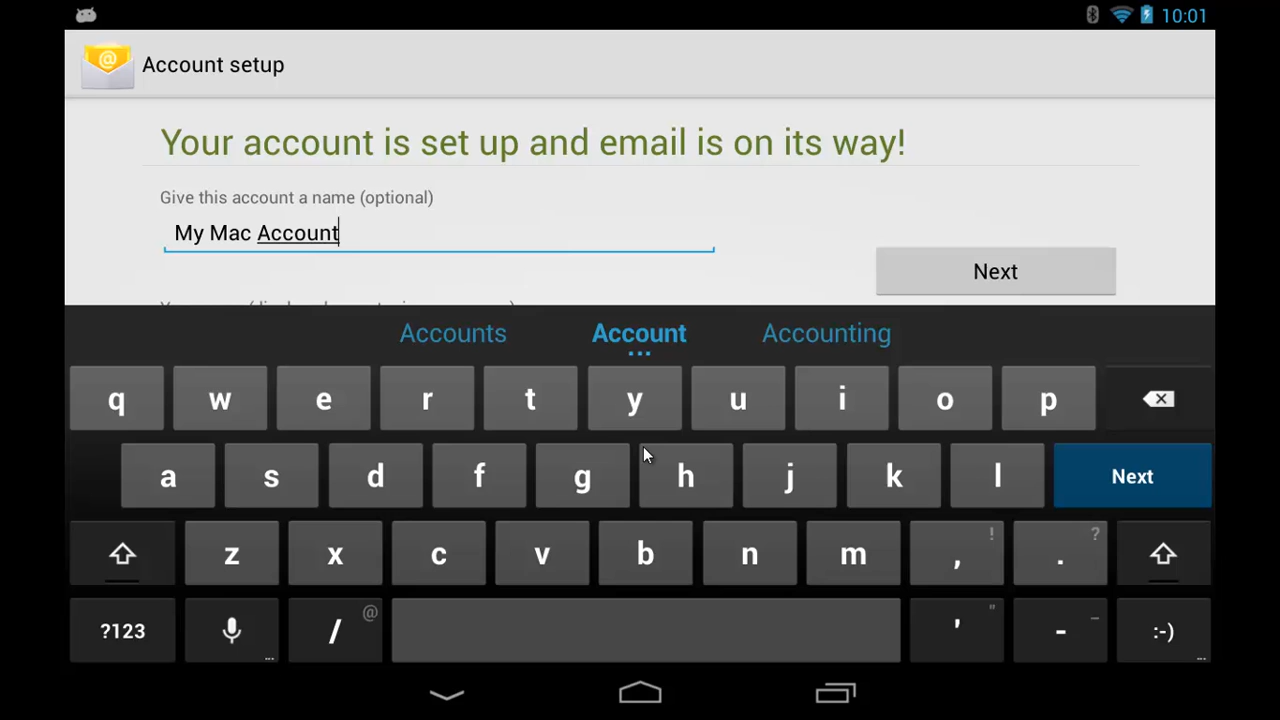 10:01
Account setup
Your account is set up and email is on its way!
Give this account a name (optional)
My Mac Account
Next
Accounts Account Accounting
q w e r t y u i o p
a s d f g h j k l Next
z x c v b n m , ! . ?
?123 / @ ' " - _ :-)